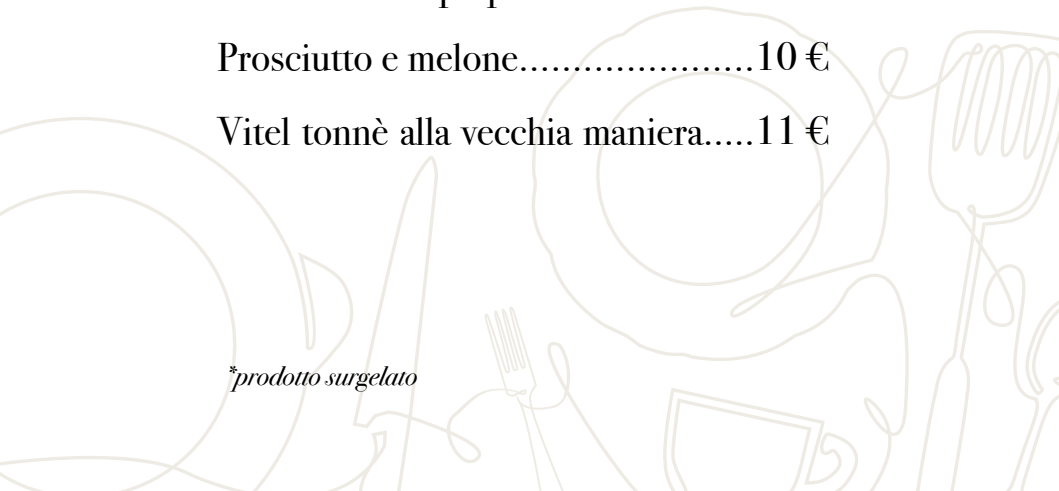 Prosciutto e melone......................10 €
Vitel tonnè alla vecchia maniera.....11 €
*prodotto surgelato